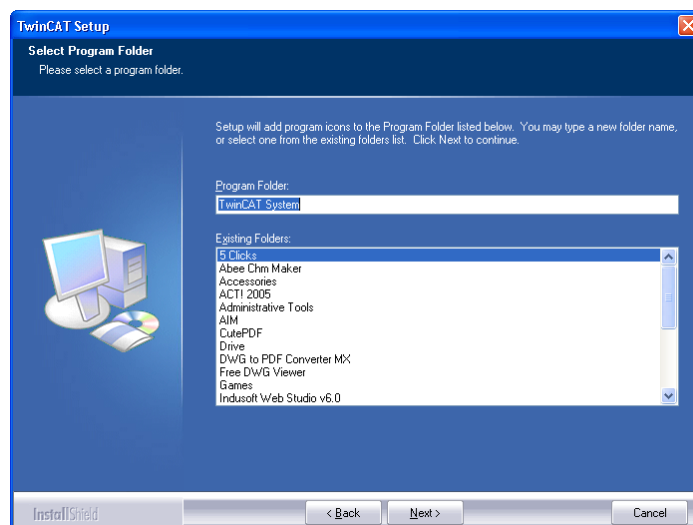 TwinCAT Setup
Select Program Folder
Please select a program folder.
Setup will add program icons to the Program Folder listed below. You may type a new folder name,
or select one from the existing folders list. Click Next to continue.
Program Folder:
TwinCAT System
Existing Folders:
5 Clicks
Abee Chm Maker
Accessories
ACT! 2005
Administrative Tools
AIM
CutePDF
Drive
DWG to PDF Converter MX
Free DWG Viewer
Games
Indusoft Web Studio v6.0
InstallShield
< Back
Next >
Cancel